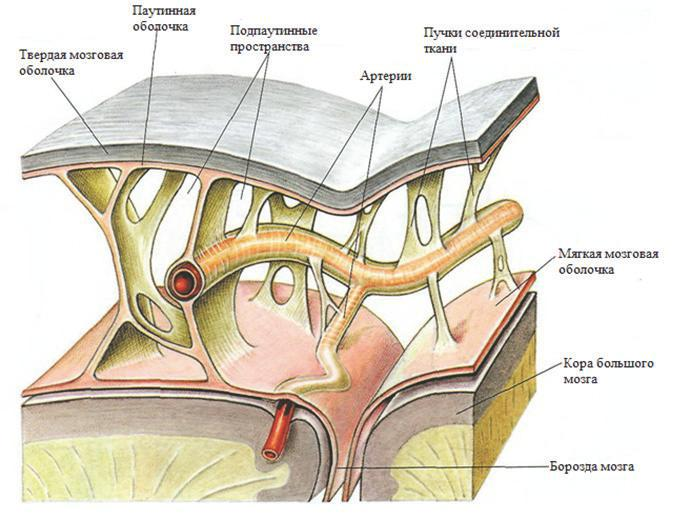 Паутинная
оболочка
Подпаутинные
пространства
Пучки соединительной
ткани
Твердая мозговая
оболочка
Артерии
Мягкая мозговая
оболочка
Кора большого
мозга
Борозда мозга